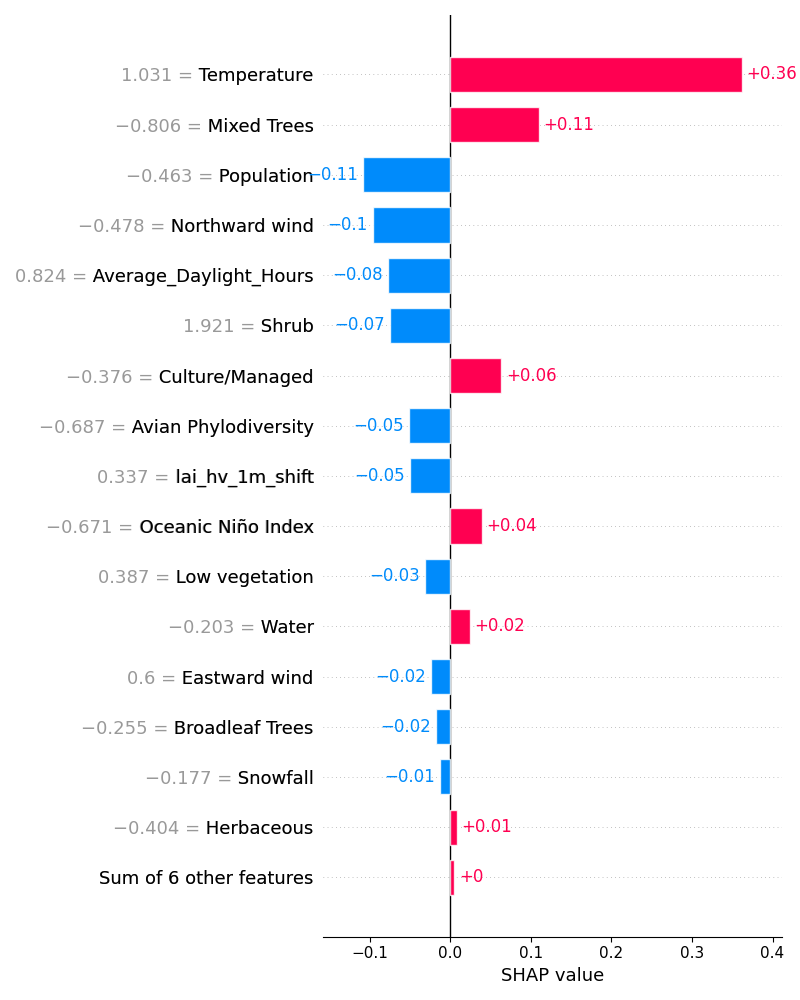 1.031 = Temperature +0.36
−0.806 = Mixed Trees +0.11
−0.463 = Population −0.11
−0.478 = Northward wind −0.1
0.824 = Average_Daylight_Hours −0.08
1.921 = Shrub −0.07
−0.376 = Culture/Managed +0.06
−0.687 = Avian Phylodiversity −0.05
0.337 = lai_hv_1m_shift −0.05
−0.671 = Oceanic Niño Index +0.04
0.387 = Low vegetation −0.03
−0.203 = Water +0.02
0.6 = Eastward wind −0.02
−0.255 = Broadleaf Trees −0.02
−0.177 = Snowfall −0.01
−0.404 = Herbaceous +0.01
Sum of 6 other features +0
−0.1 0.0 0.1 0.2 0.3 0.4
SHAP value